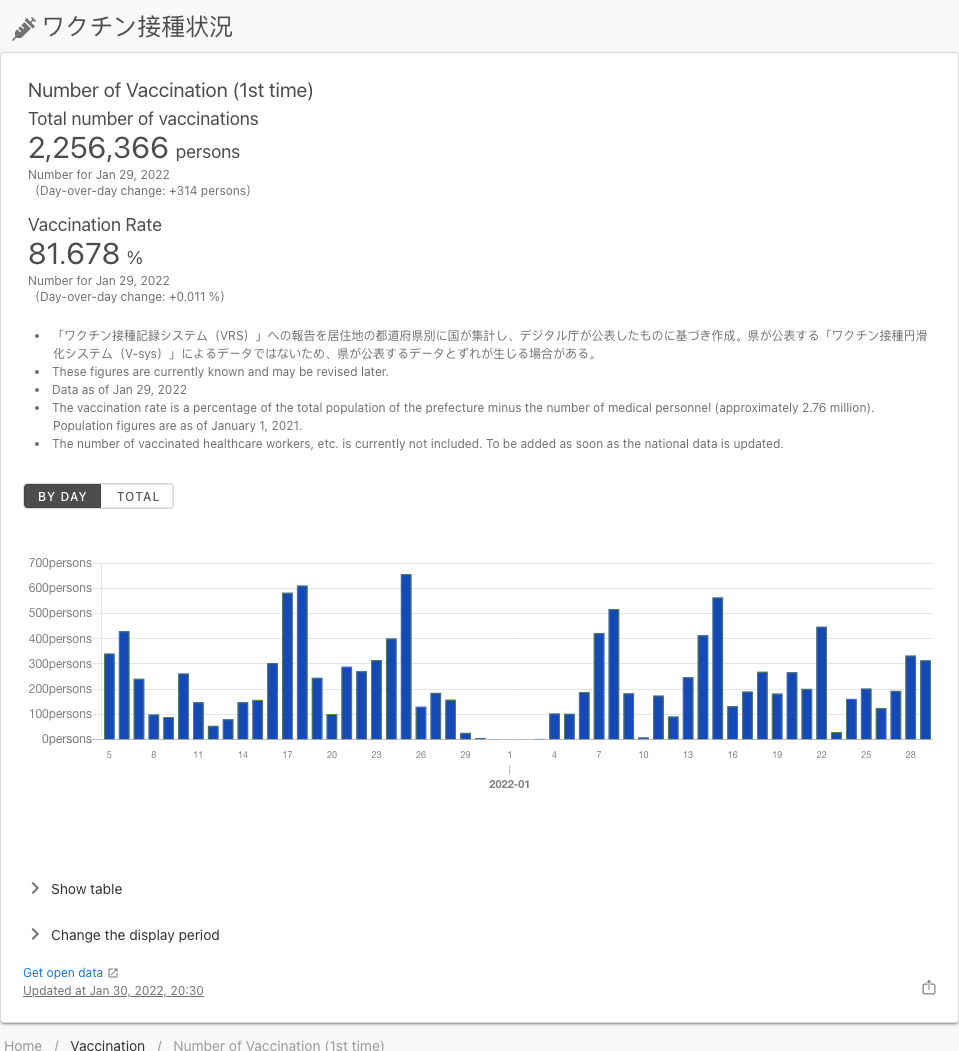 ワクチン接種状況
Number of Vaccination (1st time)
Total number of vaccinations
2,256,366 persons
Number for Jan 29, 2022
（Day-over-day change: +314 persons）
Vaccination Rate
81.678 %
Number for Jan 29, 2022
（Day-over-day change: +0.011 %）
• 「ワクチン接種記録システム（VRS）」への報告を居住地の都道府県別に国が集計し、デジタル庁が公表したものに基づき作成。県が公表する「ワクチン接種円滑
化システム（V-sys）」によるデータではないため、県が公表するデータとずれが生じる場合がある。
• These figures are currently known and may be revised later.
• Data as of Jan 29, 2022
• The vaccination rate is a percentage of the total population of the prefecture minus the number of medical personnel (approximately 2.76 million).
Population figures are as of January 1, 2021.
• The number of vaccinated healthcare workers, etc. is currently not included. To be added as soon as the national data is updated.
BY DAY TOTAL
700persons
600persons
500persons
400persons
300persons
200persons
100persons
0persons
5 8 11 14 17 20 23 26 29 1 4 7 10 13 16 19 22 25 28
2022-01
Show table
Change the display period
Get open data
Updated at Jan 30, 2022, 20:30
Home / Vaccination / Number of Vaccination (1st time)